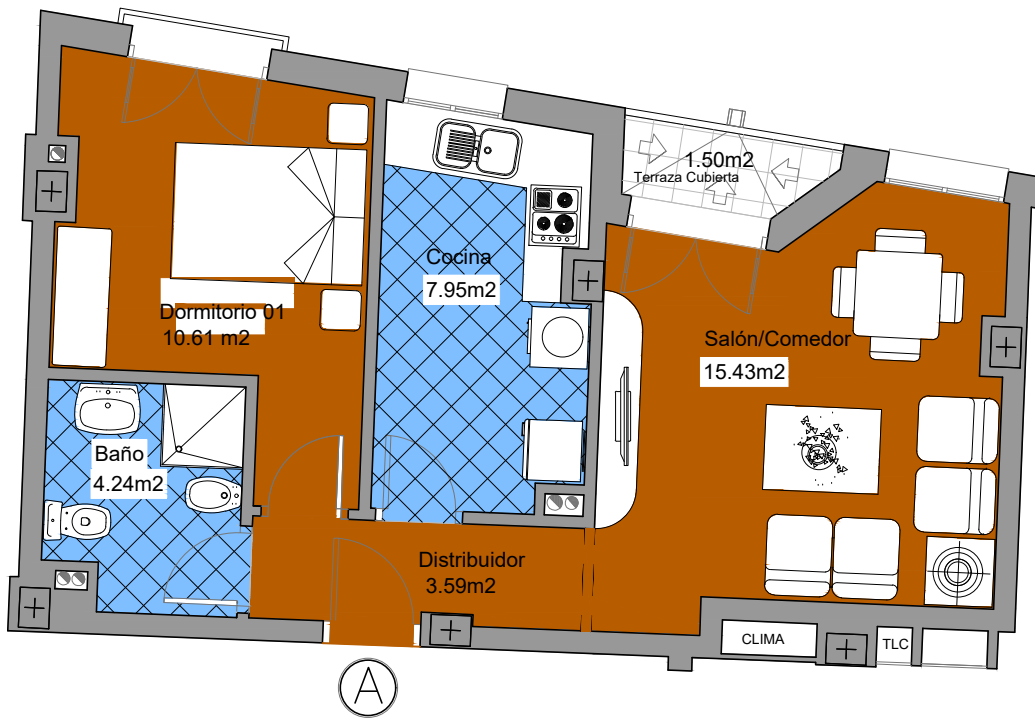 1.50m2
Terraza Cubierta
Cocina
7.95m2
Dormitorio 01
10.61 m2
Salón/Comedor
15.43m2
Baño
4.24m2
Distribuidor
3.59m2
CLIMA
TLC
A